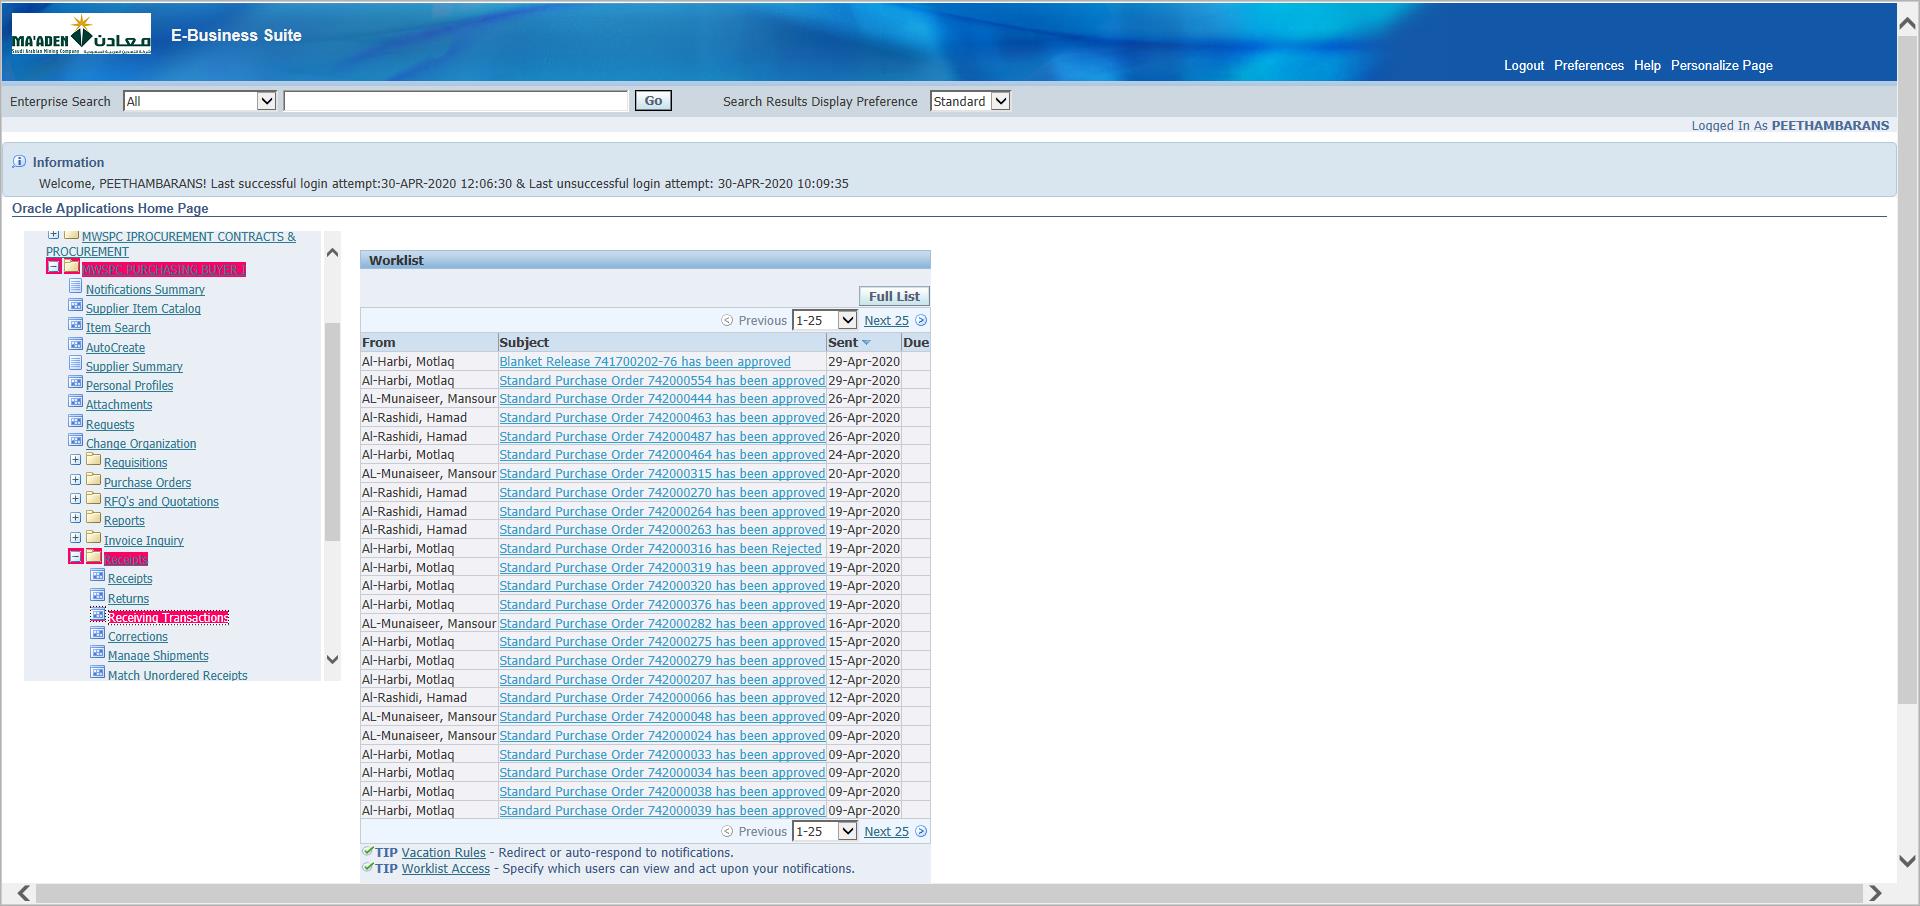 MA'ADEN معادن
Saudi Arabian Mining Company
E-Business Suite
Logout Preferences Help Personalize Page
Enterprise Search All Go Search Results Display Preference Standard
Logged In As PEETHAMBARANS
Information
Welcome, PEETHAMBARANS! Last successful login attempt:30-APR-2020 12:06:30 & Last unsuccessful login attempt: 30-APR-2020 10:09:35
Oracle Applications Home Page
MWSPC IPROCUREMENT CONTRACTS &
PROCUREMENT
MWSPC PURCHASING BUYER
Notifications Summary
Supplier Item Catalog
Item Search
AutoCreate
Supplier Summary
Personal Profiles
Attachments
Requests
Change Organization
Requisitions
Purchase Orders
RFQ's and Quotations
Reports
Invoice Inquiry
Receipts
Receipts
Returns
Receiving Transactions
Corrections
Manage Shipments
Match Unordered Receipts
Worklist
Full List
Previous 1-25 Next 25
From Subject Sent Due
Al-Harbi, Motlaq Blanket Release 741700202-76 has been approved 29-Apr-2020
Al-Harbi, Motlaq Standard Purchase Order 742000554 has been approved 29-Apr-2020
AL-Munaiseer, Mansour Standard Purchase Order 742000444 has been approved 26-Apr-2020
Al-Rashidi, Hamad Standard Purchase Order 742000463 has been approved 26-Apr-2020
Al-Rashidi, Hamad Standard Purchase Order 742000487 has been approved 26-Apr-2020
Al-Harbi, Motlaq Standard Purchase Order 742000464 has been approved 24-Apr-2020
AL-Munaiseer, Mansour Standard Purchase Order 742000315 has been approved 20-Apr-2020
Al-Rashidi, Hamad Standard Purchase Order 742000270 has been approved 19-Apr-2020
Al-Rashidi, Hamad Standard Purchase Order 742000264 has been approved 19-Apr-2020
Al-Rashidi, Hamad Standard Purchase Order 742000263 has been approved 19-Apr-2020
Al-Harbi, Motlaq Standard Purchase Order 742000316 has been Rejected 19-Apr-2020
Al-Harbi, Motlaq Standard Purchase Order 742000319 has been approved 19-Apr-2020
Al-Harbi, Motlaq Standard Purchase Order 742000320 has been approved 19-Apr-2020
Al-Harbi, Motlaq Standard Purchase Order 742000376 has been approved 19-Apr-2020
AL-Munaiseer, Mansour Standard Purchase Order 742000282 has been approved 16-Apr-2020
Al-Harbi, Motlaq Standard Purchase Order 742000275 has been approved 15-Apr-2020
Al-Harbi, Motlaq Standard Purchase Order 742000279 has been approved 15-Apr-2020
Al-Harbi, Motlaq Standard Purchase Order 742000207 has been approved 12-Apr-2020
Al-Rashidi, Hamad Standard Purchase Order 742000066 has been approved 12-Apr-2020
AL-Munaiseer, Mansour Standard Purchase Order 742000048 has been approved 09-Apr-2020
AL-Munaiseer, Mansour Standard Purchase Order 742000024 has been approved 09-Apr-2020
Al-Harbi, Motlaq Standard Purchase Order 742000033 has been approved 09-Apr-2020
Al-Harbi, Motlaq Standard Purchase Order 742000034 has been approved 09-Apr-2020
Al-Harbi, Motlaq Standard Purchase Order 742000038 has been approved 09-Apr-2020
Al-Harbi, Motlaq Standard Purchase Order 742000039 has been approved 09-Apr-2020
Previous 1-25 Next 25
TIP Vacation Rules - Redirect or auto-respond to notifications.
TIP Worklist Access - Specify which users can view and act upon your notifications.